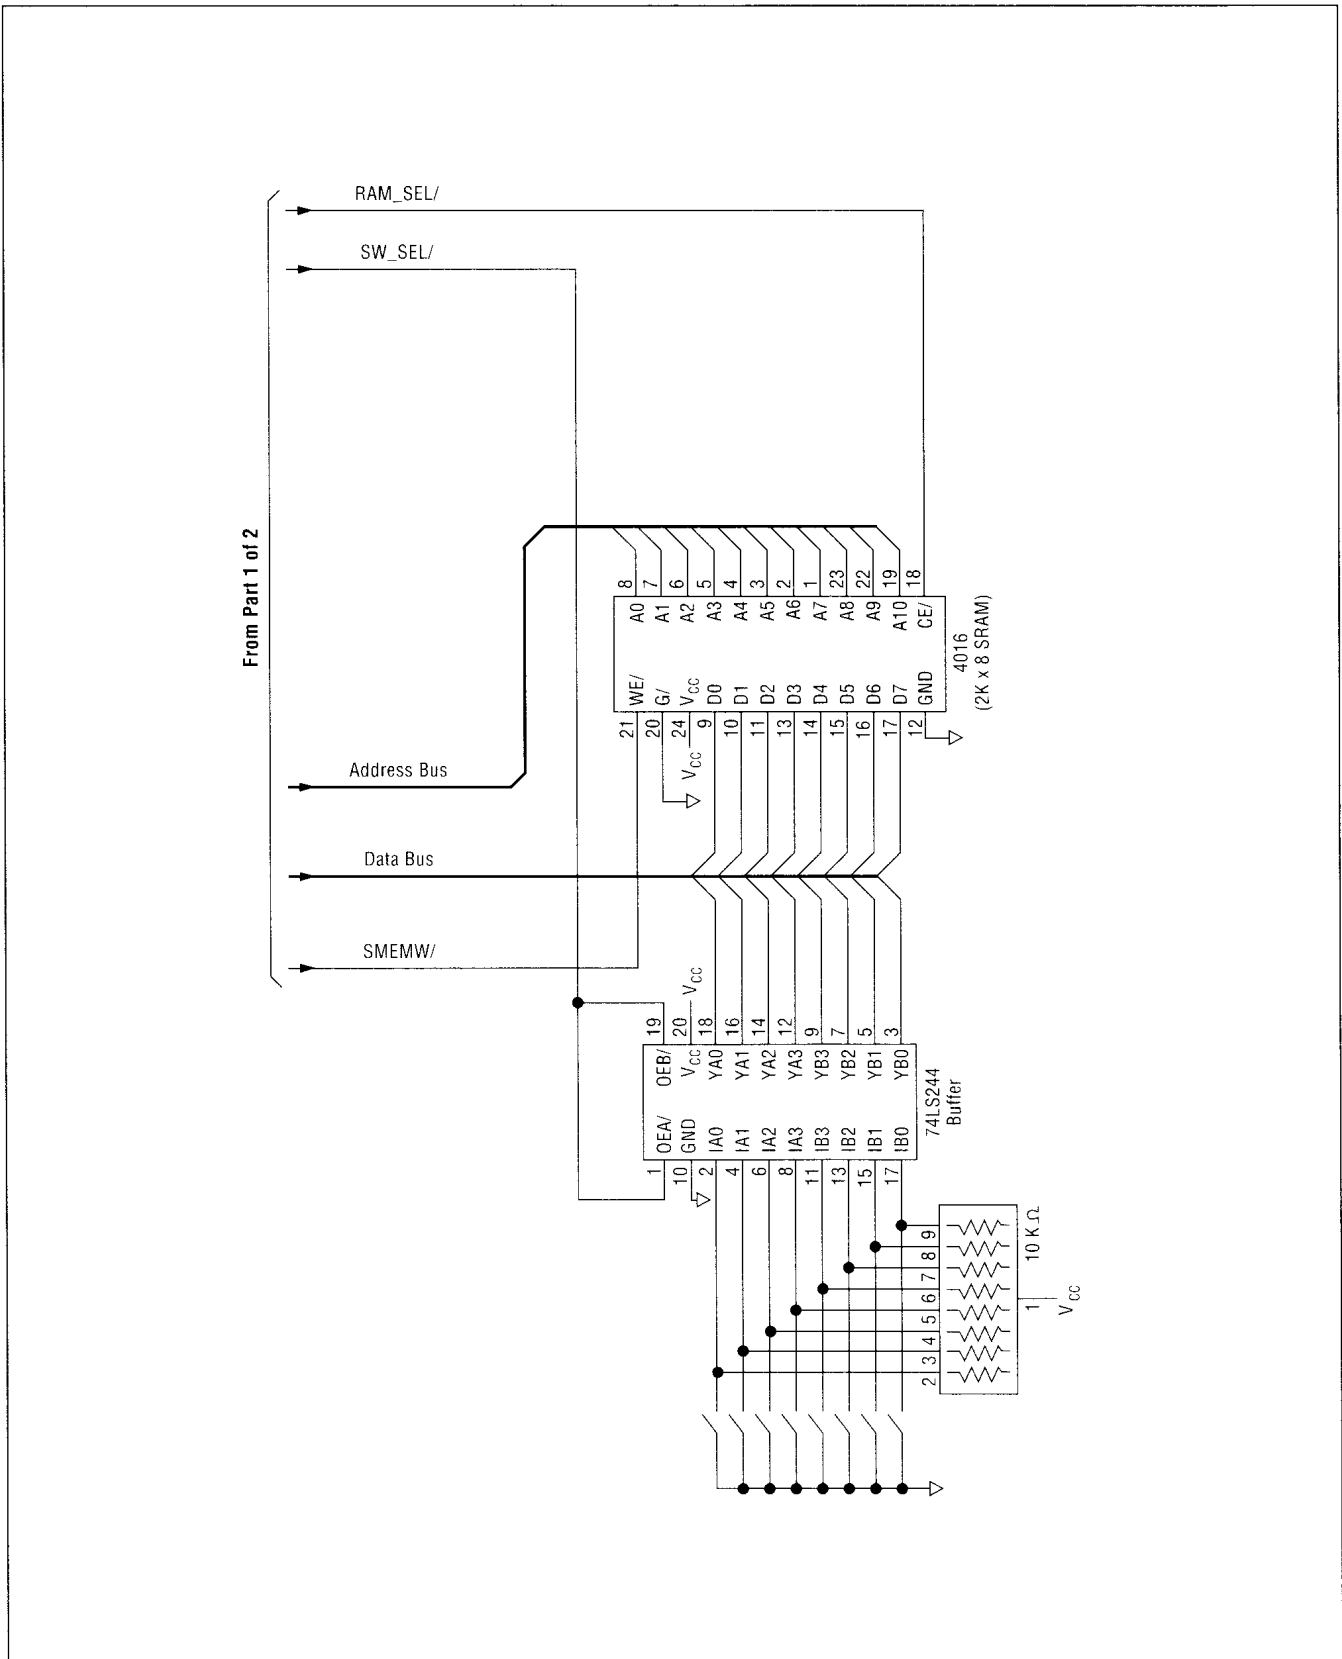 From Part 1 of 2
RAM_SEL/
SW_SEL/
Address Bus
Data Bus
SMEMW/
8 7 6 5 4 3 2 1 23 22 19 18
A0 A1 A2 A3 A4 A5 A6 A7 A8 A9 A10 CE/
WE/ G/ VCC D0 D1 D2 D3 D4 D5 D6 D7 GND
21 20 24 9 10 11 13 14 15 16 17 12
VCC
4016
(2K x 8 SRAM)
VCC
19 20 18 16 14 12 9 7 5 3
OEB/ VCC YA0 YA1 YA2 YA3 YB3 YB2 YB1 YB0
OEA/ GND IA0 IA1 IA2 IA3 IB3 IB2 IB1 IB0
1 10 2 4 6 8 11 13 15 17
74LS244
Buffer
2 3 4 5 6 7 8 9
10 K Ω
1
VCC